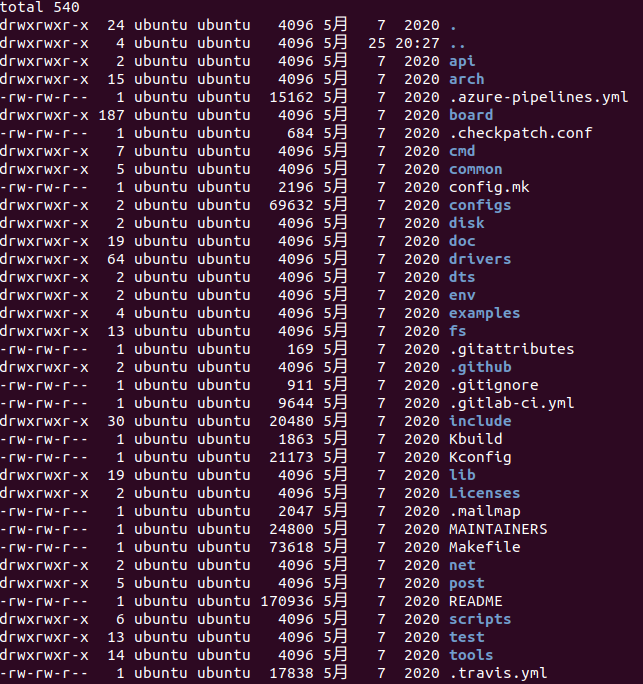 total 540
drwxrwxr-x  24 ubuntu ubuntu   4096 5月   7  2020 .
drwxrwxr-x   4 ubuntu ubuntu   4096 5月  25 20:27 ..
drwxrwxr-x   2 ubuntu ubuntu   4096 5月   7  2020 api
drwxrwxr-x  15 ubuntu ubuntu   4096 5月   7  2020 arch
-rw-rw-r--   1 ubuntu ubuntu  15162 5月   7  2020 .azure-pipelines.yml
drwxrwxr-x 187 ubuntu ubuntu   4096 5月   7  2020 board
-rw-rw-r--   1 ubuntu ubuntu    684 5月   7  2020 .checkpatch.conf
drwxrwxr-x   7 ubuntu ubuntu   4096 5月   7  2020 cmd
drwxrwxr-x   5 ubuntu ubuntu   4096 5月   7  2020 common
-rw-rw-r--   1 ubuntu ubuntu   2196 5月   7  2020 config.mk
drwxrwxr-x   2 ubuntu ubuntu  69632 5月   7  2020 configs
drwxrwxr-x   2 ubuntu ubuntu   4096 5月   7  2020 disk
drwxrwxr-x  19 ubuntu ubuntu   4096 5月   7  2020 doc
drwxrwxr-x  64 ubuntu ubuntu   4096 5月   7  2020 drivers
drwxrwxr-x   2 ubuntu ubuntu   4096 5月   7  2020 dts
drwxrwxr-x   2 ubuntu ubuntu   4096 5月   7  2020 env
drwxrwxr-x   4 ubuntu ubuntu   4096 5月   7  2020 examples
drwxrwxr-x  13 ubuntu ubuntu   4096 5月   7  2020 fs
-rw-rw-r--   1 ubuntu ubuntu    169 5月   7  2020 .gitattributes
drwxrwxr-x   2 ubuntu ubuntu   4096 5月   7  2020 .github
-rw-rw-r--   1 ubuntu ubuntu    911 5月   7  2020 .gitignore
-rw-rw-r--   1 ubuntu ubuntu   9644 5月   7  2020 .gitlab-ci.yml
drwxrwxr-x  30 ubuntu ubuntu  20480 5月   7  2020 include
-rw-rw-r--   1 ubuntu ubuntu   1863 5月   7  2020 Kbuild
-rw-rw-r--   1 ubuntu ubuntu  21173 5月   7  2020 Kconfig
drwxrwxr-x  19 ubuntu ubuntu   4096 5月   7  2020 lib
drwxrwxr-x   2 ubuntu ubuntu   4096 5月   7  2020 Licenses
-rw-rw-r--   1 ubuntu ubuntu   2047 5月   7  2020 .mailmap
-rw-rw-r--   1 ubuntu ubuntu  24800 5月   7  2020 MAINTAINERS
-rw-rw-r--   1 ubuntu ubuntu  73618 5月   7  2020 Makefile
drwxrwxr-x   2 ubuntu ubuntu   4096 5月   7  2020 net
drwxrwxr-x   5 ubuntu ubuntu   4096 5月   7  2020 post
-rw-rw-r--   1 ubuntu ubuntu 170936 5月   7  2020 README
drwxrwxr-x   6 ubuntu ubuntu   4096 5月   7  2020 scripts
drwxrwxr-x  13 ubuntu ubuntu   4096 5月   7  2020 test
drwxrwxr-x  14 ubuntu ubuntu   4096 5月   7  2020 tools
-rw-rw-r--   1 ubuntu ubuntu  17838 5月   7  2020 .travis.yml